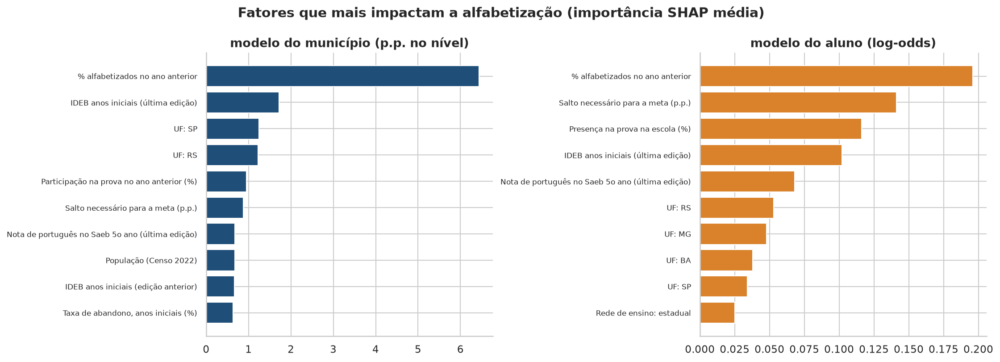 Fatores que mais impactam a alfabetização (importância SHAP média)
modelo do município (p.p. no nível)
% alfabetizados no ano anterior
IDEB anos iniciais (última edição)
UF: SP
UF: RS
Participação na prova no ano anterior (%)
Salto necessário para a meta (p.p.)
Nota de português no Saeb 5o ano (última edição)
População (Censo 2022)
IDEB anos iniciais (edição anterior)
Taxa de abandono, anos iniciais (%)
0 1 2 3 4 5 6
modelo do aluno (log-odds)
% alfabetizados no ano anterior
Salto necessário para a meta (p.p.)
Presença na prova na escola (%)
IDEB anos iniciais (última edição)
Nota de português no Saeb 5o ano (última edição)
UF: RS
UF: MG
UF: BA
UF: SP
Rede de ensino: estadual
0.000 0.025 0.050 0.075 0.100 0.125 0.150 0.175 0.200